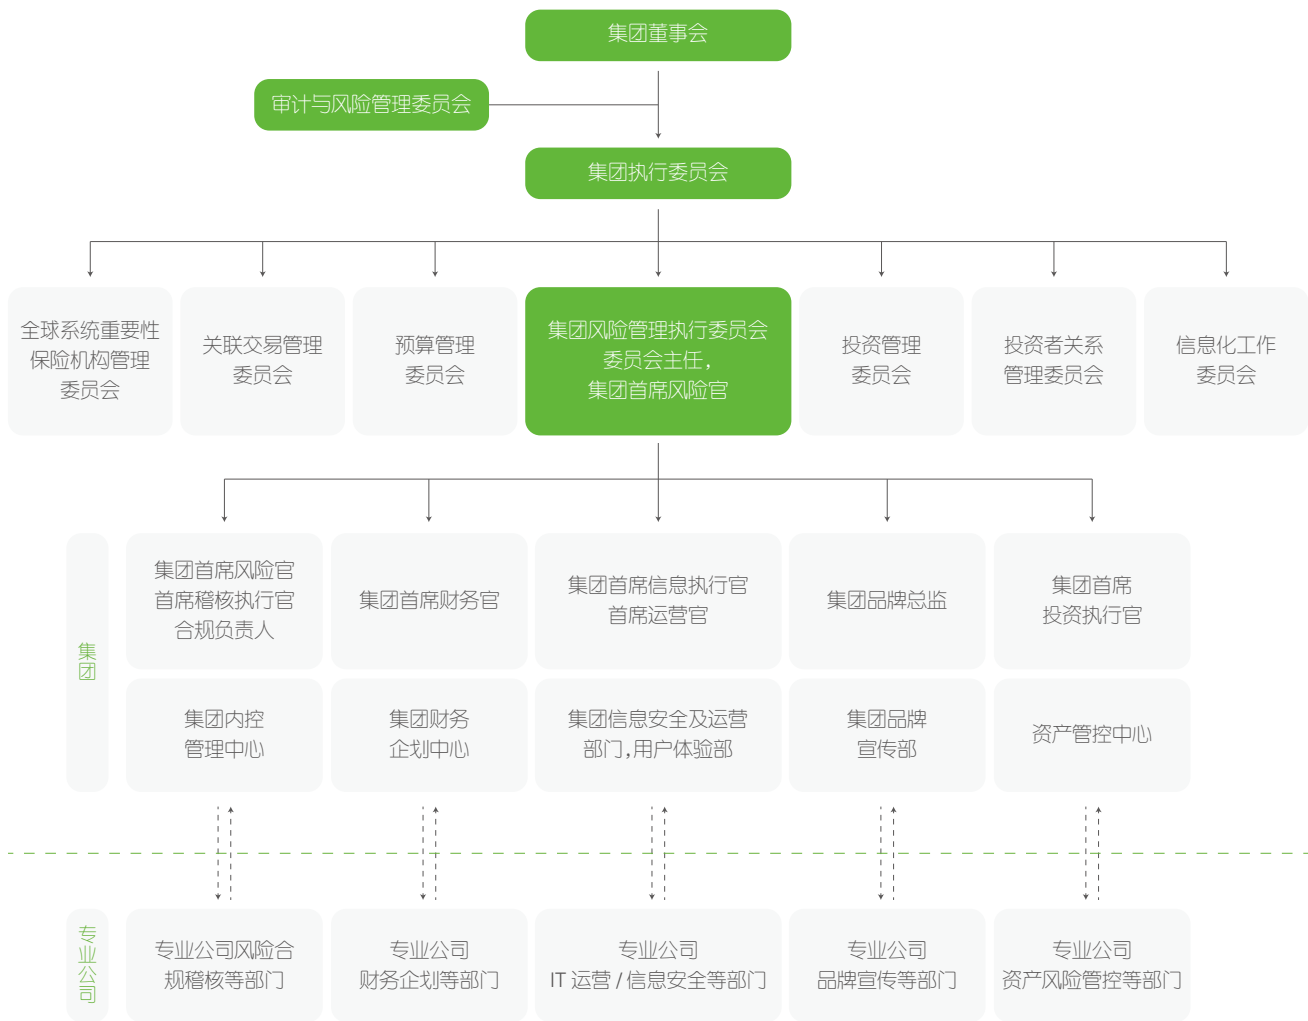 集团董事会
审计与风险管理委员会
集团执行委员会
全球系统重要性
保险机构管理
委员会
关联交易管理
委员会
预算管理
委员会
集团风险管理执行委员会
委员会主任，
集团首席风险官
投资管理
委员会
投资者关系
管理委员会
信息化工作
委员会
集团
集团首席风险官
首席稽核执行官
合规负责人
集团首席财务官
集团首席信息执行官
首席运营官
集团品牌总监
集团首席
投资执行官
集团内控
管理中心
集团财务
企划中心
集团信息安全及运营
部门，用户体验部
集团品牌
宣传部
资产管控中心
专业公司
专业公司风险合
规稽核等部门
专业公司
财务企划等部门
专业公司
IT 运营 / 信息安全等部门
专业公司
品牌宣传等部门
专业公司
资产风险管控等部门